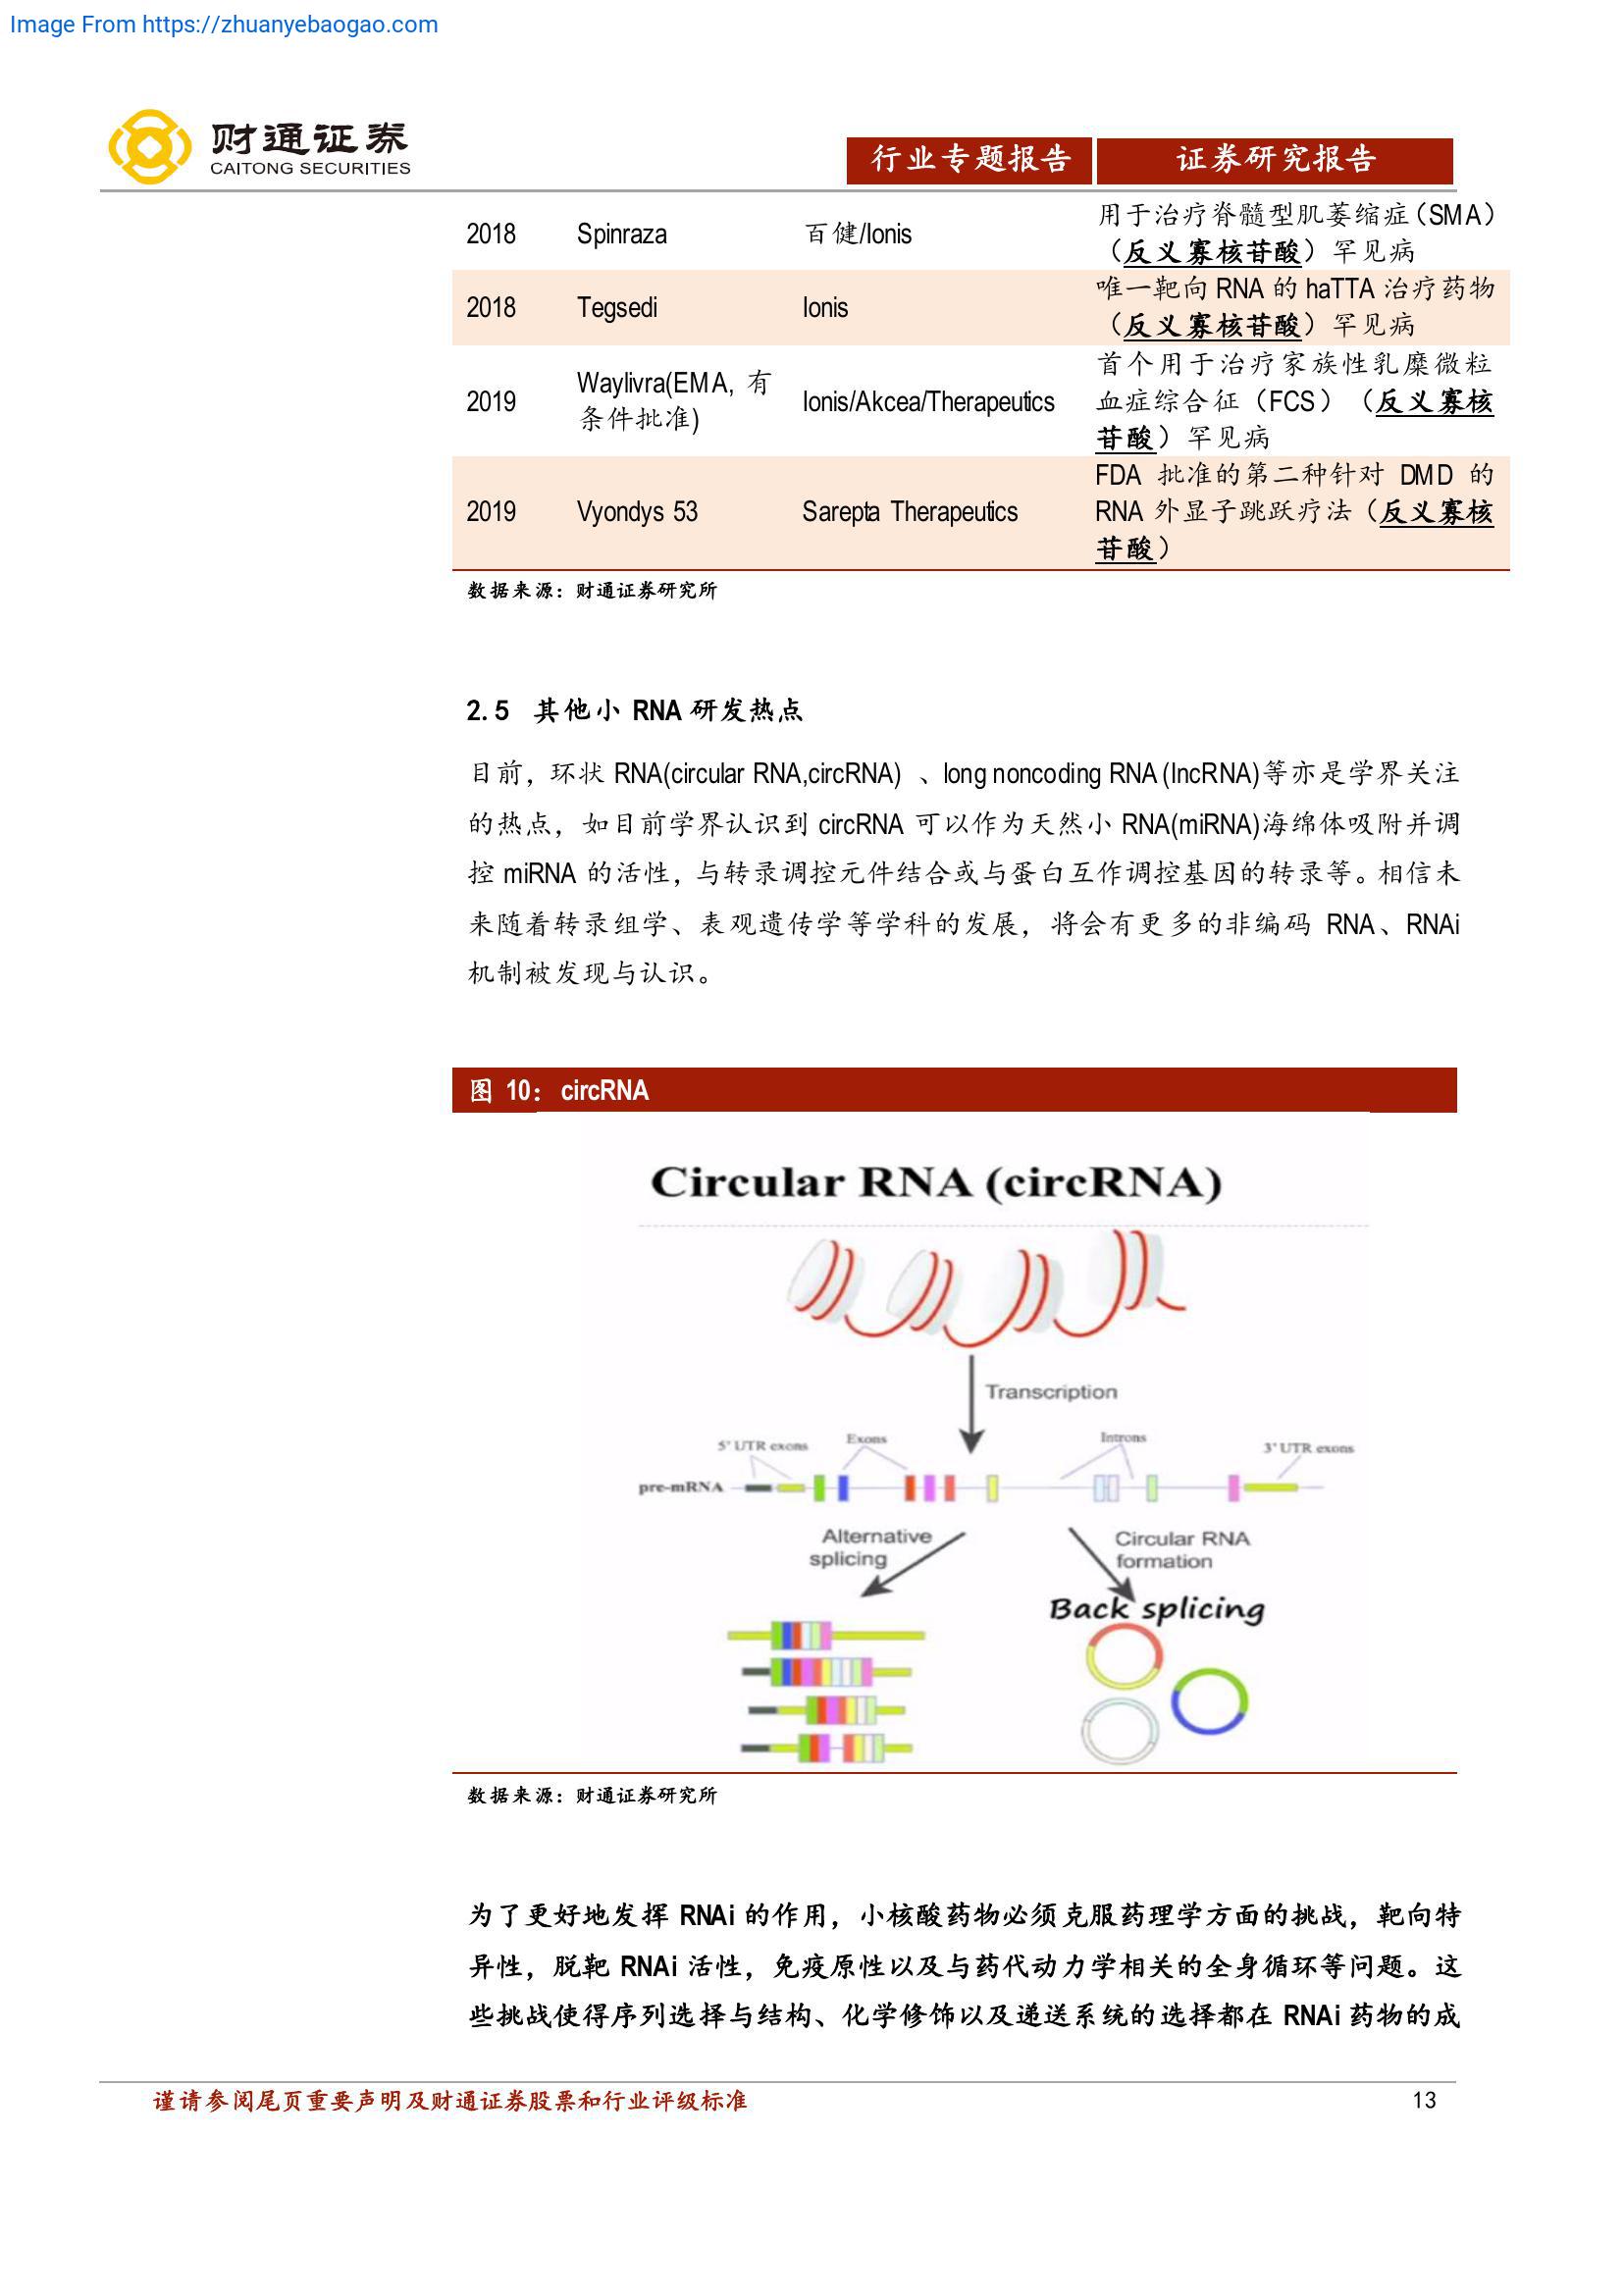 Image From https://zhuanyebaogao.com
财通证券
CAITONG SECURITIES
行业专题报告
证券研究报告
2018 Spinraza 百健/Ionis 用于治疗脊髓型肌萎缩症（SMA）
（反义寡核苷酸）罕见病
2018 Tegsedi Ionis 唯一靶向 RNA 的 haTTA 治疗药物
（反义寡核苷酸）罕见病
2019 Waylivra(EMA, 有
条件批准) Ionis/Akcea/Therapeutics 首个用于治疗家族性乳糜微粒
血症综合征（FCS）（反义寡核
苷酸）罕见病
2019 Vyondys 53 Sarepta Therapeutics FDA 批准的第二种针对 DMD 的
RNA 外显子跳跃疗法（反义寡核
苷酸）
数据来源：财通证券研究所
2.5 其他小 RNA 研发热点
目前，环状 RNA(circular RNA,circRNA) 、long noncoding RNA (lncRNA)等亦是学界关注
的热点，如目前学界认识到 circRNA 可以作为天然小 RNA(miRNA)海绵体吸附并调
控 miRNA 的活性，与转录调控元件结合或与蛋白互作调控基因的转录等。相信未
来随着转录组学、表观遗传学等学科的发展，将会有更多的非编码 RNA、RNAi
机制被发现与认识。
图 10： circRNA
Circular RNA (circRNA)
Transcription
5' UTR exons
Exons
Introns
3' UTR exons
pre-mRNA
Alternative
splicing
Circular RNA
formation
Back splicing
数据来源：财通证券研究所
为了更好地发挥 RNAi 的作用，小核酸药物必须克服药理学方面的挑战，靶向特
异性，脱靶 RNAi 活性，免疫原性以及与药代动力学相关的全身循环等问题。这
些挑战使得序列选择与结构、化学修饰以及递送系统的选择都在 RNAi 药物的成
谨请参阅尾页重要声明及财通证券股票和行业评级标准
13